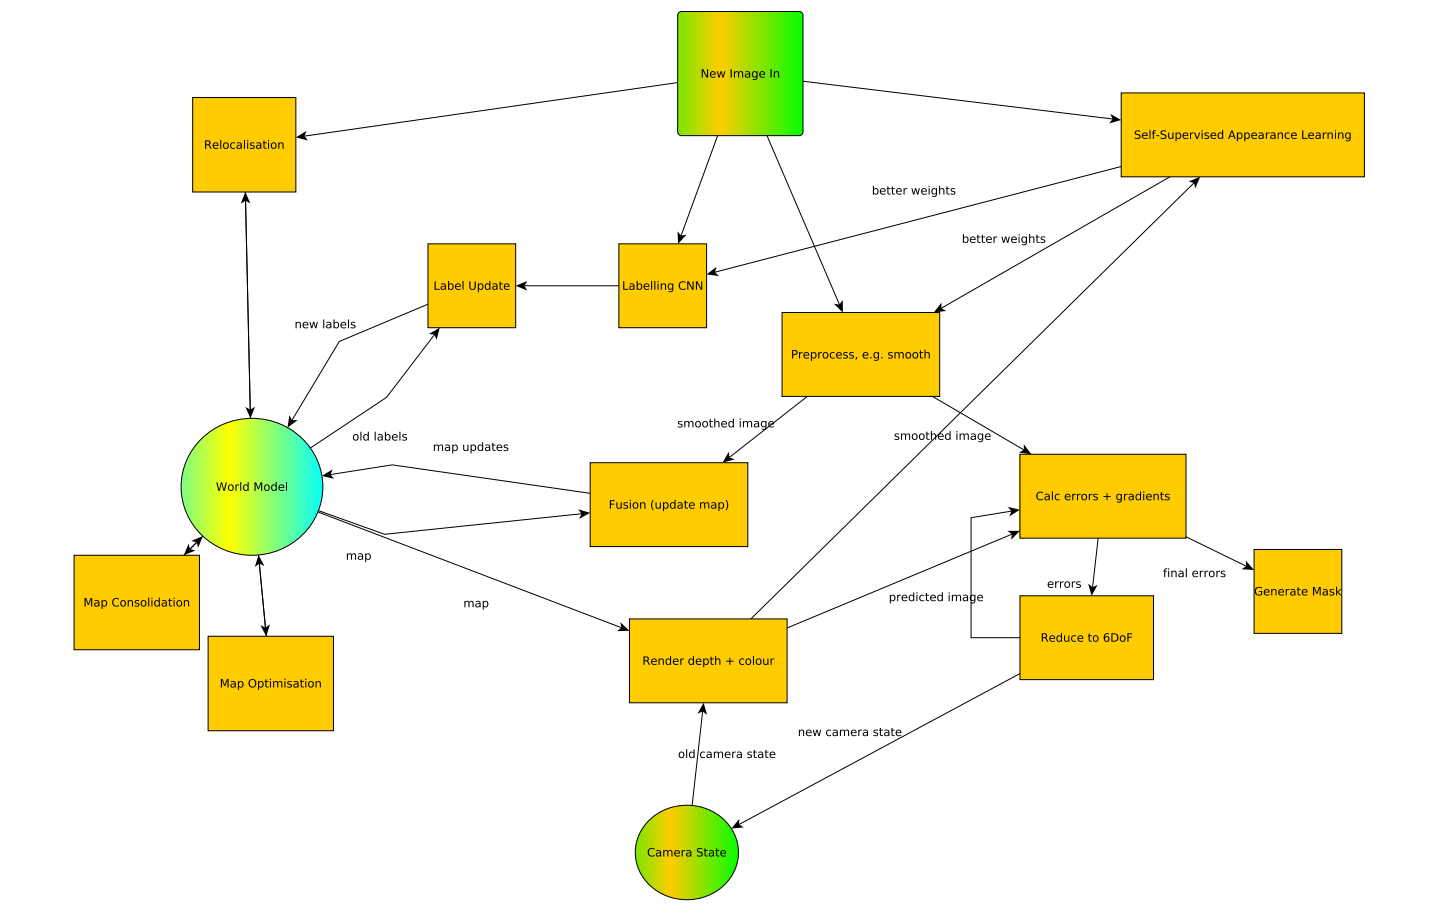 New Image In
Relocalisation
Self-Supervised Appearance Learning
better weights
better weights
Label Update
Labelling CNN
new labels
Preprocess, e.g. smooth
smoothed image
smoothed image
old labels
map updates
World Model
Fusion (update map)
Calc errors + gradients
map
map
errors
final errors
predicted image
Generate Mask
Map Consolidation
Reduce to 6DoF
Render depth + colour
Map Optimisation
new camera state
old camera state
Camera State